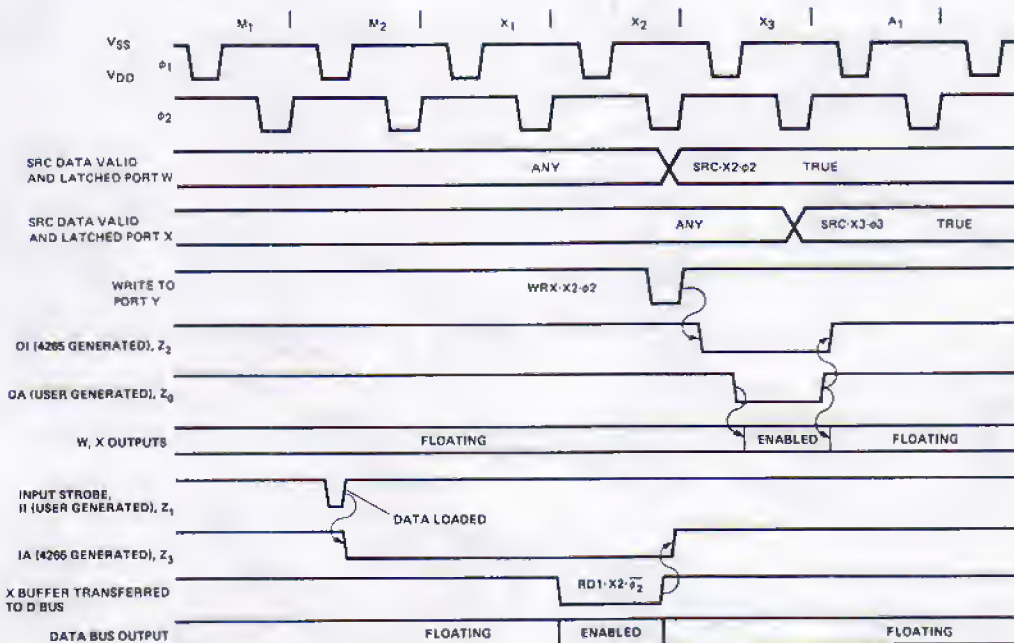 M1 M2 X1 X2 X3 A1
VSS
VDD
ϕ1
ϕ2
SRC DATA VALID
AND LATCHED PORT W
ANY
SRC·X2·ϕ2
TRUE
SRC DATA VALID
AND LATCHED PORT X
ANY
SRC·X3·ϕ3
TRUE
WRITE TO
PORT Y
WRX·X2·ϕ2
OI (4265 GENERATED), Z2
OA (USER GENERATED), Z0
W, X OUTPUTS
FLOATING
ENABLED
FLOATING
INPUT STROBE,
II (USER GENERATED), Z1
DATA LOADED
IA (4265 GENERATED), Z3
X BUFFER TRANSFERRED
TO D BUS
RD1·X2·ϕ̅2
DATA BUS OUTPUT
FLOATING
ENABLED
FLOATING